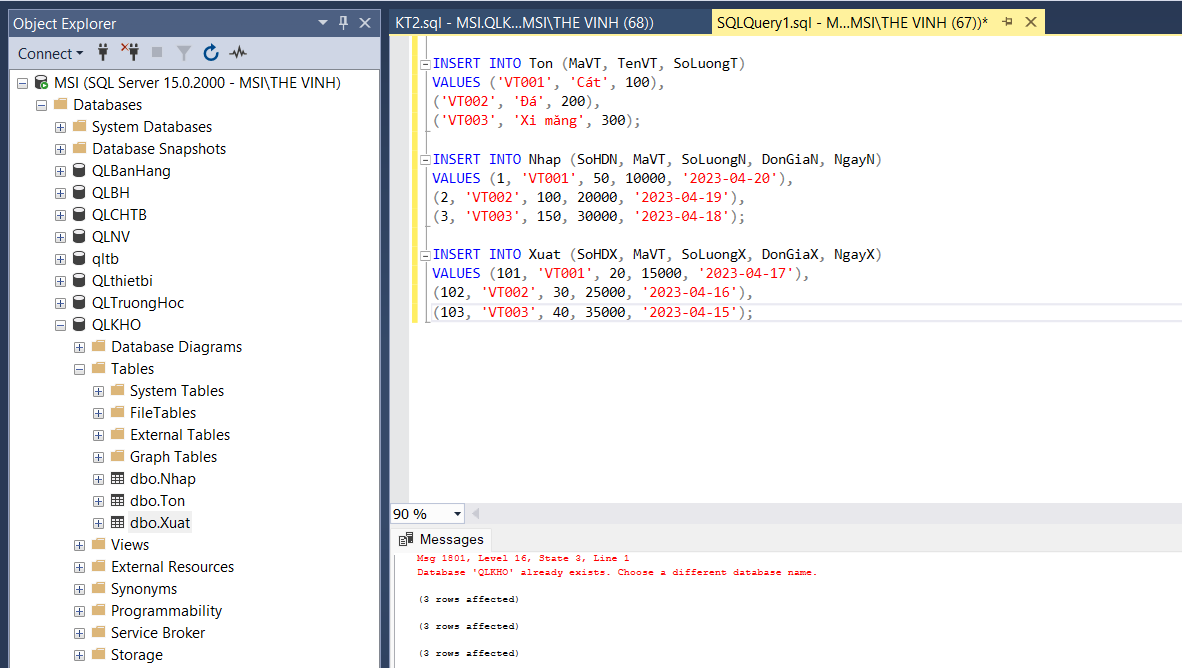 Object Explorer
Connect
MSI (SQL Server 15.0.2000 - MSI\THE VINH)
Databases
System Databases
Database Snapshots
QLBanHang
QLBH
QLCHTB
QLNV
qltb
QLthietbi
QLTruongHoc
QLKHO
Database Diagrams
Tables
System Tables
FileTables
External Tables
Graph Tables
dbo.Nhap
dbo.Ton
dbo.Xuat
Views
External Resources
Synonyms
Programmability
Service Broker
Storage
KT2.sql - MSI.QLK...MSI\THE VINH (68))
SQLQuery1.sql - M...MSI\THE VINH (67))*
INSERT INTO Ton (MaVT, TenVT, SoLuongT)
VALUES ('VT001', 'Cát', 100),
('VT002', 'Đá', 200),
('VT003', 'Xi măng', 300);
INSERT INTO Nhap (SoHDN, MaVT, SoLuongN, DonGiaN, NgayN)
VALUES (1, 'VT001', 50, 10000, '2023-04-20'),
(2, 'VT002', 100, 20000, '2023-04-19'),
(3, 'VT003', 150, 30000, '2023-04-18');
INSERT INTO Xuat (SoHDX, MaVT, SoLuongX, DonGiaX, NgayX)
VALUES (101, 'VT001', 20, 15000, '2023-04-17'),
(102, 'VT002', 30, 25000, '2023-04-16'),
(103, 'VT003', 40, 35000, '2023-04-15');
90 %
Messages
Msg 1801, Level 16, State 3, Line 1
Database 'QLKHO' already exists. Choose a different database name.
(3 rows affected)
(3 rows affected)
(3 rows affected)